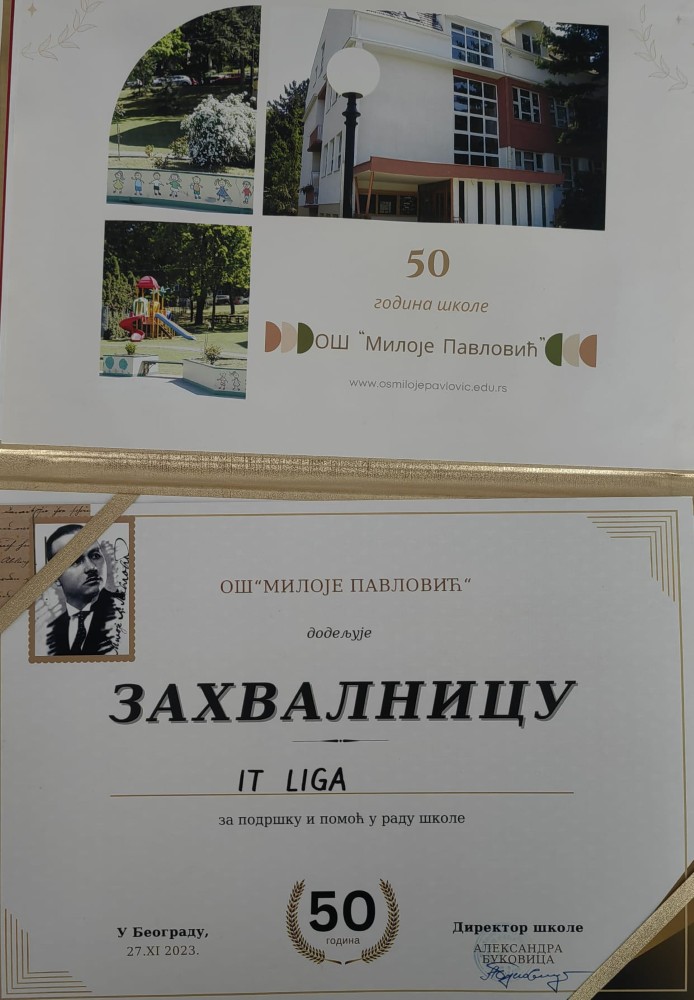 50
година школе
ОШ "Милоје Павловић"
www.osmilojepavlovic.edu.rs
ОШ“МИЛОЈЕ ПАВЛОВИЋ“
додељује
ЗАХВАЛНИЦУ
IT LIGA
за подршку и помоћ у раду школе
50
година
У Београду,
27.XI 2023.
Директор школе
АЛЕКСАНДРА
БУКОВИЦА